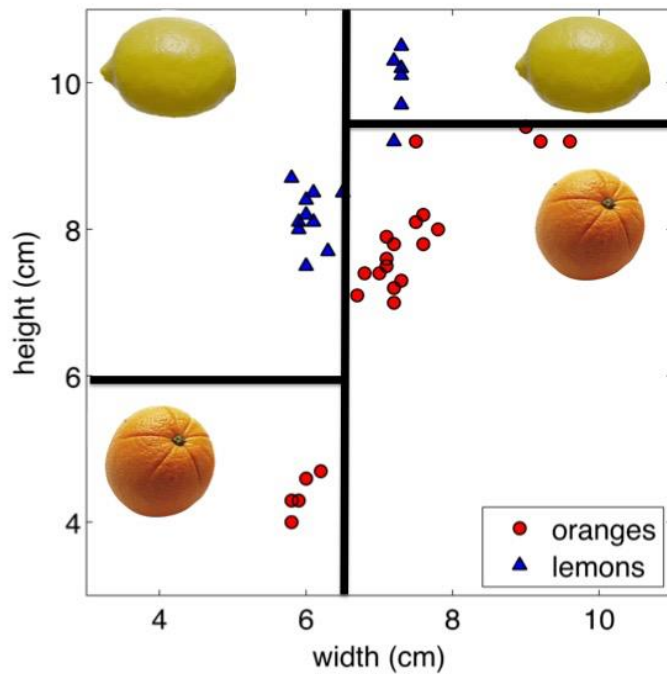 10
8
6
4
height (cm)
oranges
lemons
4 6 8 10
width (cm)